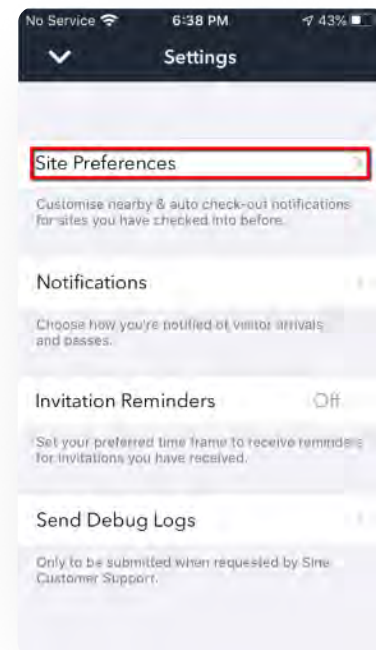 No Service 6:38 PM 43%
Settings
Site Preferences
Customise nearby & auto check-out notifications
for sites you have checked into before.
Notifications
Choose how you're notified of visitor arrivals
and passes.
Invitation Reminders Off
Set your preferred time frame to receive reminders
for invitations you have received.
Send Debug Logs
Only to be submitted when requested by Sine
Customer Support.